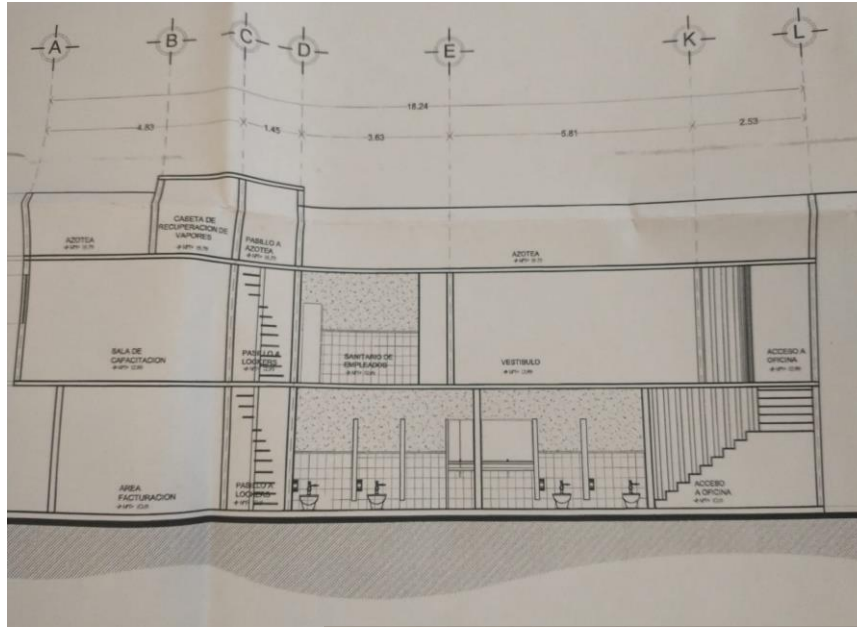 A
B
C
D
E
K
L
18.24
4.83
1.45
3.63
5.81
2.53
CASETA DE
RECUPERACION DE
VAPORES
AZOTEA
PASILLO A
AZOTEA
AZOTEA
SALA DE
CAPACITACION
PASILLO A
LOCKERS
SANITARIO DE
EMPLEADOS
VESTIBULO
ACCESO A
OFICINA
AREA
FACTURACION
PASILLO A
LOCKERS
ACCESO
A OFICINA